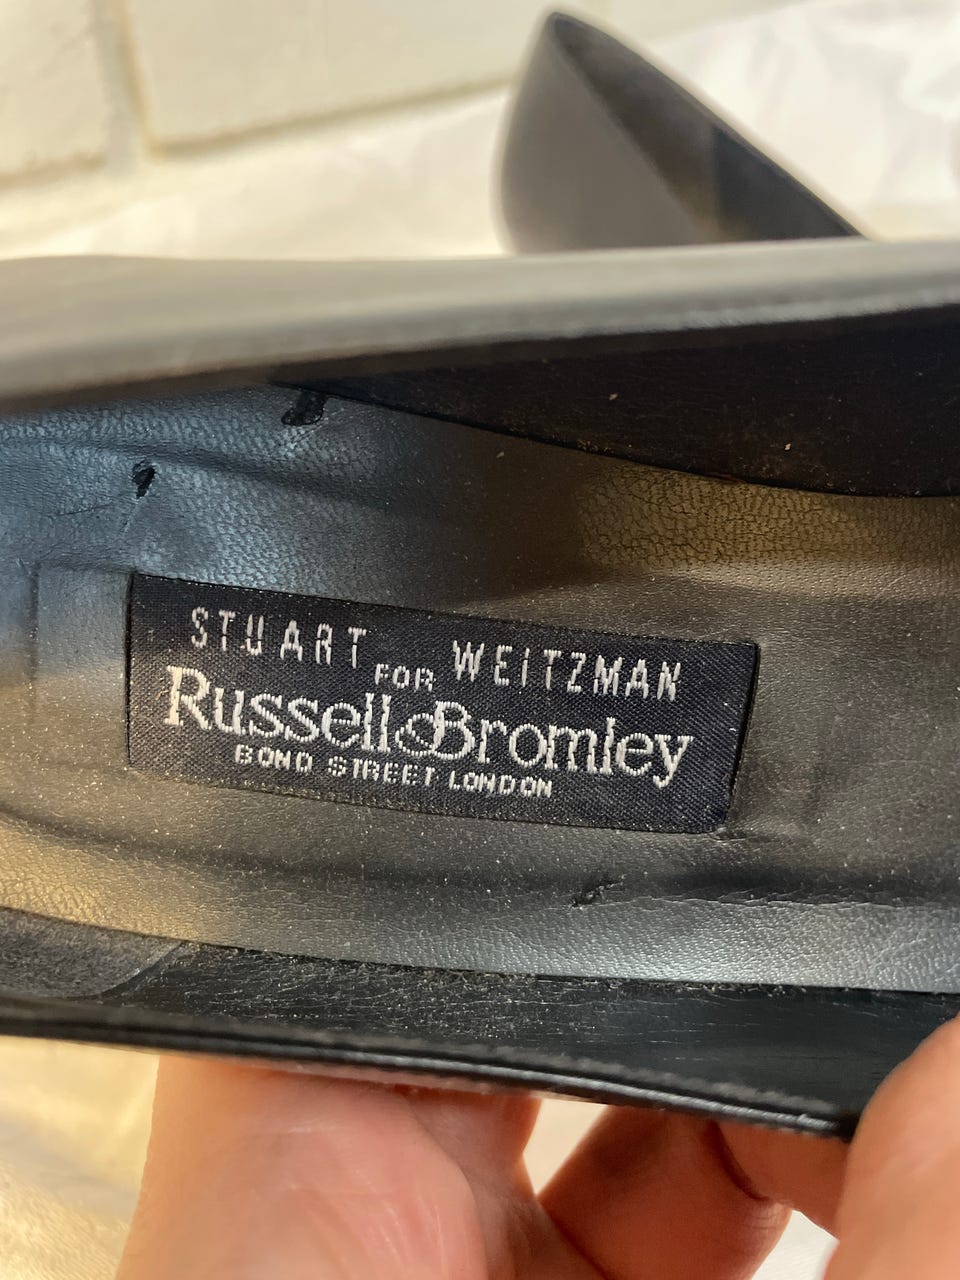 STUART FOR WEITZMAN
Russell & Bromley
BOND STREET LONDON